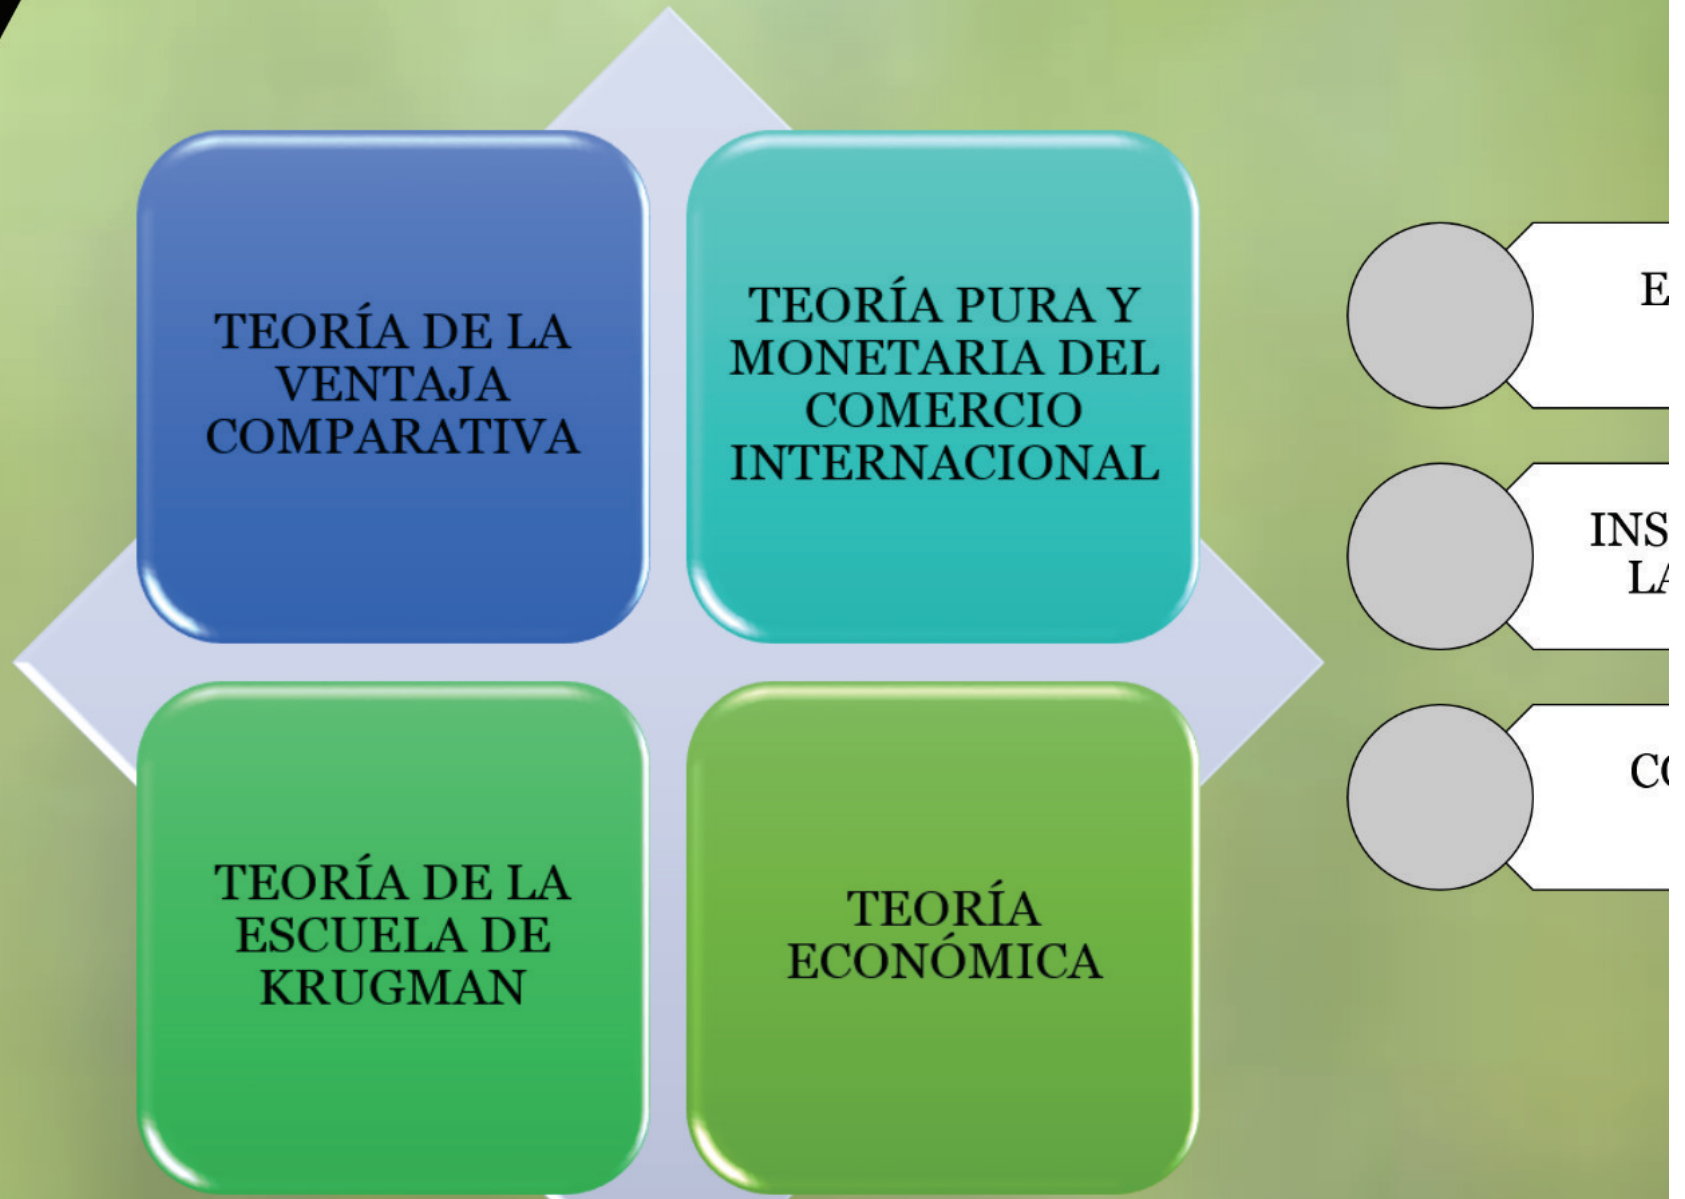 TEORÍA DE LA
VENTAJA
COMPARATIVA
TEORÍA PURA Y
MONETARIA DEL
COMERCIO
INTERNACIONAL
TEORÍA DE LA
ESCUELA DE
KRUGMAN
TEORÍA
ECONÓMICA